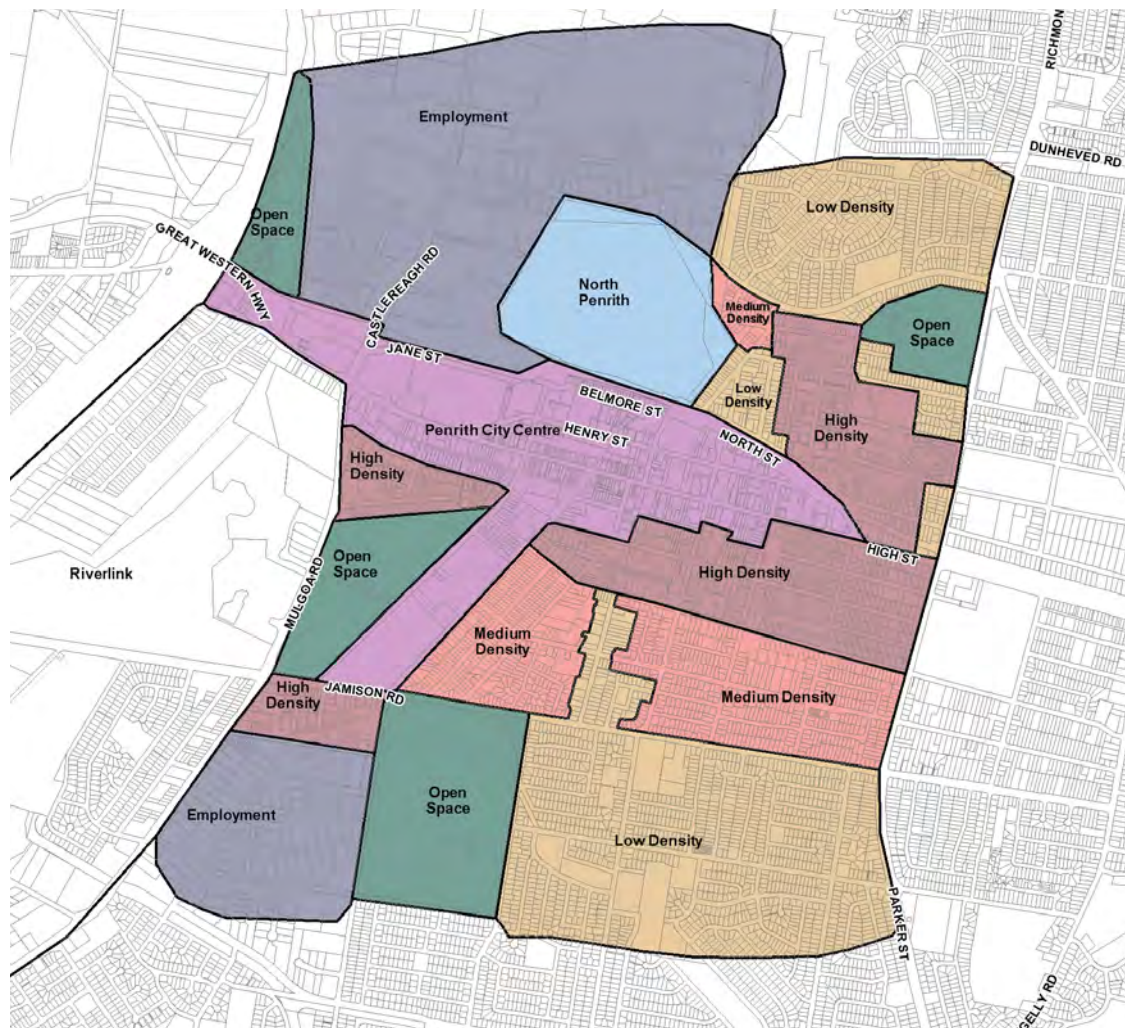 RICHMOND
Employment
DUNHEVED RD
Low Density
Open
Space
GREAT WESTERN HWY
CASTLEREAGH RD
North
Penrith
Medium
Density
Open
Space
JANE ST
Low
Density
BELMORE ST
High
Density
Penrith City Centre
HENRY ST
NORTH ST
High
Density
Open
Space
HIGH ST
Riverlink
High Density
MULGOA RD
Medium
Density
High
Density
JAMISON RD
Medium Density
Open
Space
Employment
Low Density
PARKER ST
GELLY RD